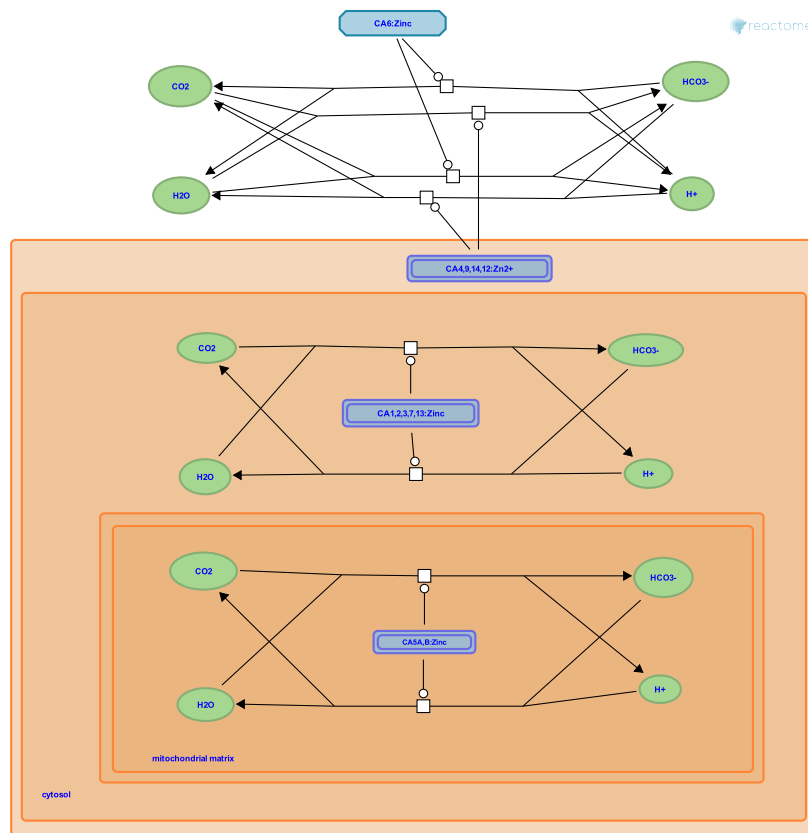 CA6:Zinc
reactome
CO2
HCO3-
H2O
H+
CA4,9,14,12:Zn2+
CO2
HCO3-
CA1,2,3,7,13:Zinc
H2O
H+
CO2
HCO3-
CA5A,B:Zinc
H2O
H+
mitochondrial matrix
cytosol